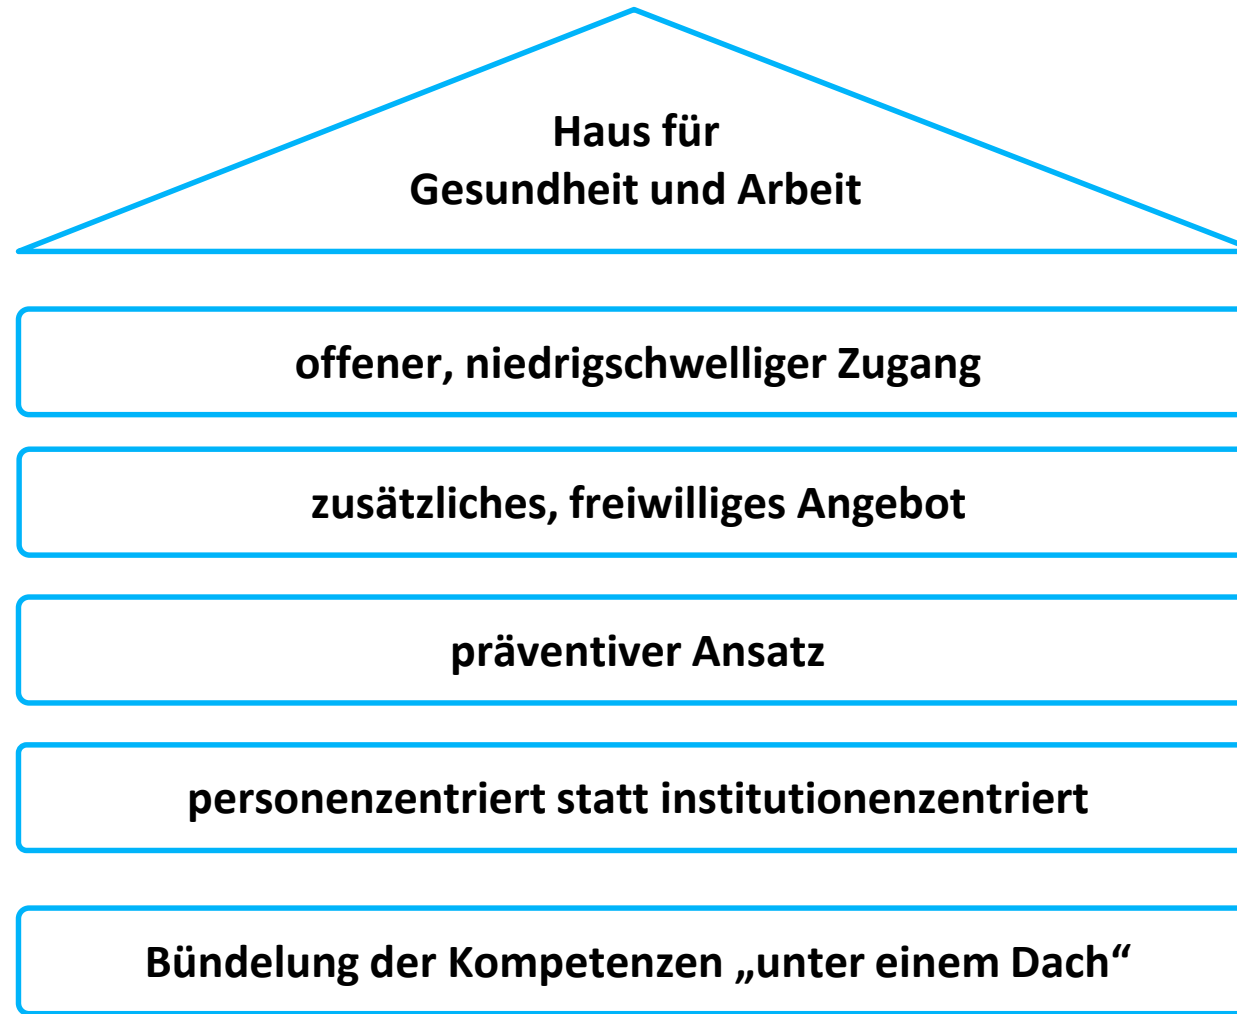 Haus für
Gesundheit und Arbeit
offener, niedrigschwelliger Zugang
zusätzliches, freiwilliges Angebot
präventiver Ansatz
personenzentriert statt institutionenzentriert
Bündelung der Kompetenzen „unter einem Dach“